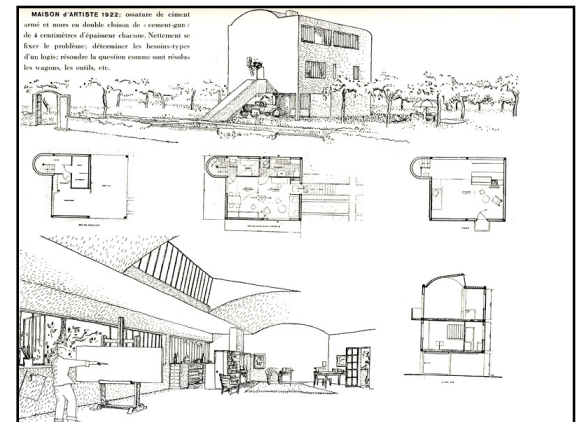 MAISON d'ARTISTE 1922; ossature de ciment
armé et murs en double cloison de «cement-gun»
de 4 centimètres d'épaisseur chacune. Nettement se
fixer le problème; déterminer les besoins-types
d'un logis; résoudre la question comme sont résolus
les wagons, les outils, etc.